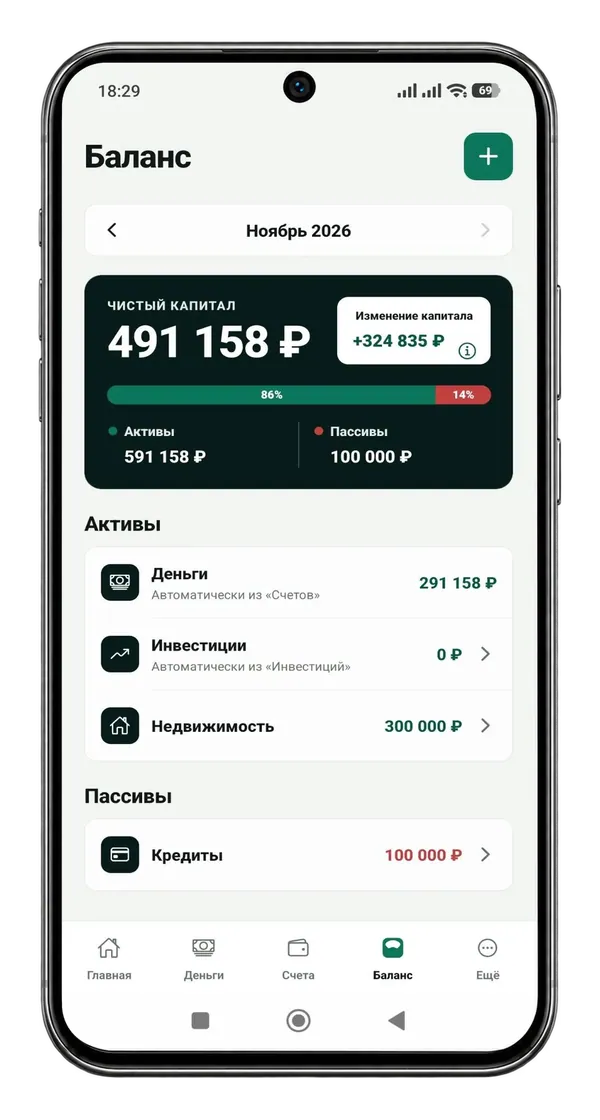 18:29
69
Баланс
Ноябрь 2026
ЧИСТЫЙ КАПИТАЛ
491 158 ₽
Изменение капитала
+324 835 ₽
86%
14%
Активы
591 158 ₽
Пассивы
100 000 ₽
Активы
Деньги
Автоматически из «Счетов»
291 158 ₽
Инвестиции
Автоматически из «Инвестиций»
0 ₽
Недвижимость
300 000 ₽
Пассивы
Кредиты
100 000 ₽
Главная
Деньги
Счета
Баланс
Ещё